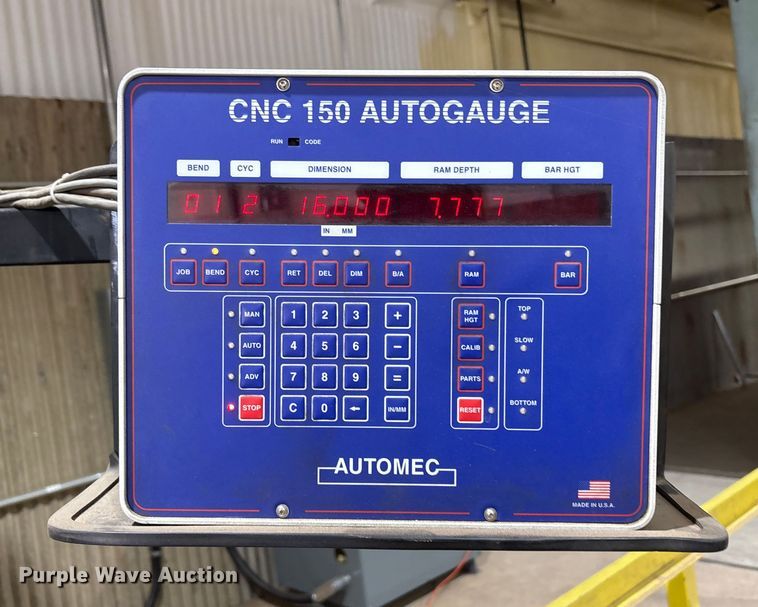 CNC 150 AUTOGAUGE
RUN CODE
BEND CYC DIMENSION RAM DEPTH BAR HGT
01 2 16.000 7.777
IN MM
JOB BEND CYC RET DEL DIM B/A RAM BAR
MAN 1 2 3 + RAM HGT TOP
AUTO 4 5 6 - CALIB SLOW
ADV 7 8 9 = PARTS A/W
STOP C 0 ← IN/MM RESET BOTTOM
AUTOMEC
MADE IN U.S.A.
Purple Wave Auction